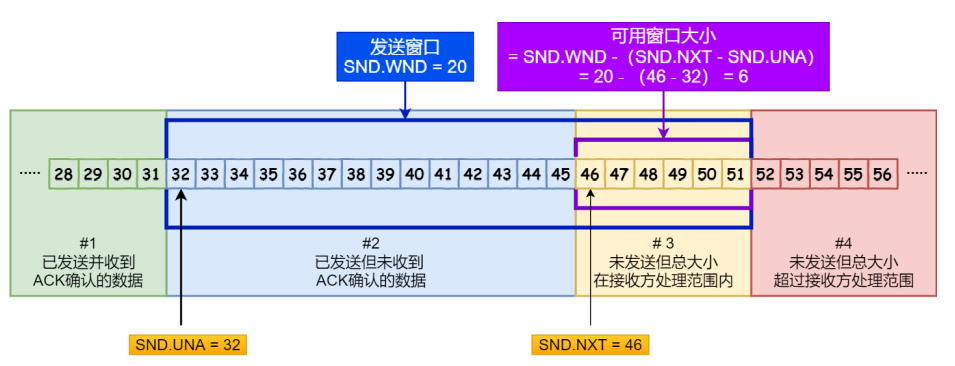 发送窗口
SND.WND = 20
可用窗口大小
= SND.WND -（SND.NXT - SND.UNA）
= 20 - （46 - 32） = 6
····· 28 29 30 31 32 33 34 35 36 37 38 39 40 41 42 43 44 45 46 47 48 49 50 51 52 53 54 55 56 ·····
#1
已发送并收到
ACK确认的数据
#2
已发送但未收到
ACK确认的数据
# 3
未发送但总大小
在接收方处理范围内
#4
未发送但总大小
超过接收方处理范围
SND.UNA = 32
SND.NXT = 46